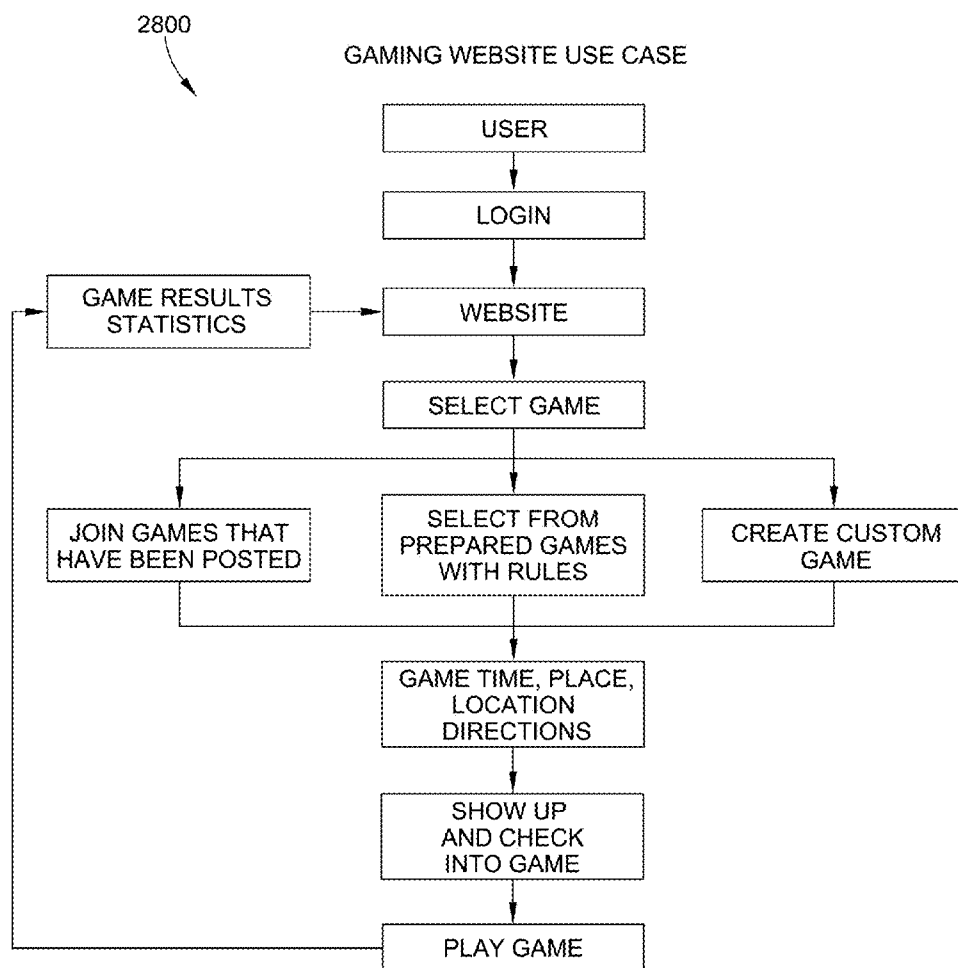 2800
GAMING WEBSITE USE CASE
USER
LOGIN
GAME RESULTS
STATISTICS
WEBSITE
SELECT GAME
JOIN GAMES THAT
HAVE BEEN POSTED
SELECT FROM
PREPARED GAMES
WITH RULES
CREATE CUSTOM
GAME
GAME TIME, PLACE,
LOCATION
DIRECTIONS
SHOW UP
AND CHECK
INTO GAME
PLAY GAME